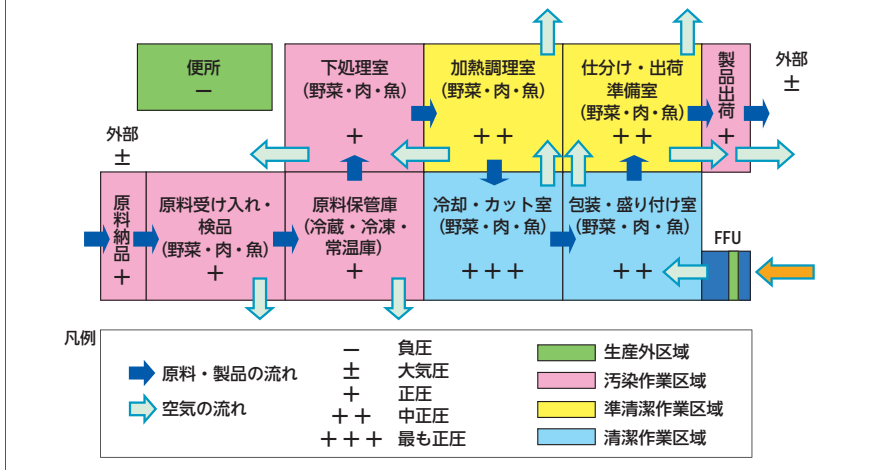 便所
−
下処理室
(野菜・肉・魚)
+
加熱調理室
(野菜・肉・魚)
++
仕分け・出荷
準備室
(野菜・肉・魚)
++
製品出荷
+
外部
±
外部
±
原料納品
+
原料受け入れ・
検品
(野菜・肉・魚)
+
原料保管庫
(冷蔵・冷凍・
常温庫)
+
冷却・カット室
(野菜・肉・魚)
+++
包装・盛り付け室
(野菜・肉・魚)
++
FFU
凡例
原料・製品の流れ
空気の流れ
− 負圧
± 大気圧
+ 正圧
++ 中正圧
+++ 最も正圧
生産外区域
汚染作業区域
準清潔作業区域
清潔作業区域